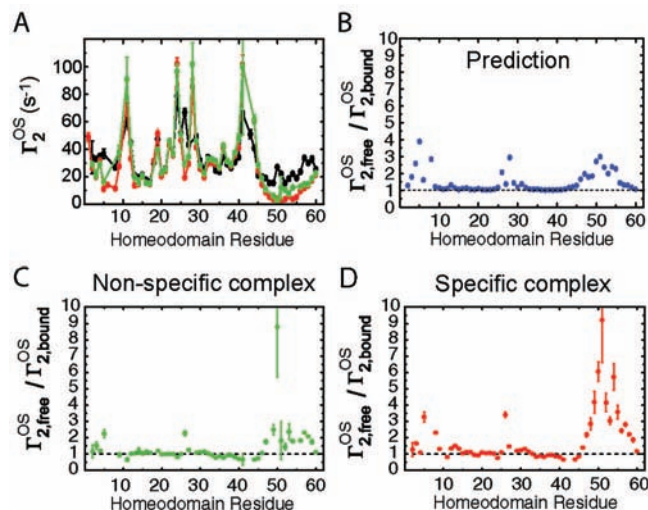 A
Γ₂ᴼˢ (s⁻¹)
100
80
60
40
20
0
10 20 30 40 50 60
Homeodomain Residue
B
Prediction
Γ₂,freeᴼˢ / Γ₂,boundᴼˢ
10
9
8
7
6
5
4
3
2
1
0
10 20 30 40 50 60
Homeodomain Residue
C
Non-specific complex
Γ₂,freeᴼˢ / Γ₂,boundᴼˢ
10
9
8
7
6
5
4
3
2
1
0
10 20 30 40 50 60
Homeodomain Residue
D
Specific complex
Γ₂,freeᴼˢ / Γ₂,boundᴼˢ
10
9
8
7
6
5
4
3
2
1
0
10 20 30 40 50 60
Homeodomain Residue